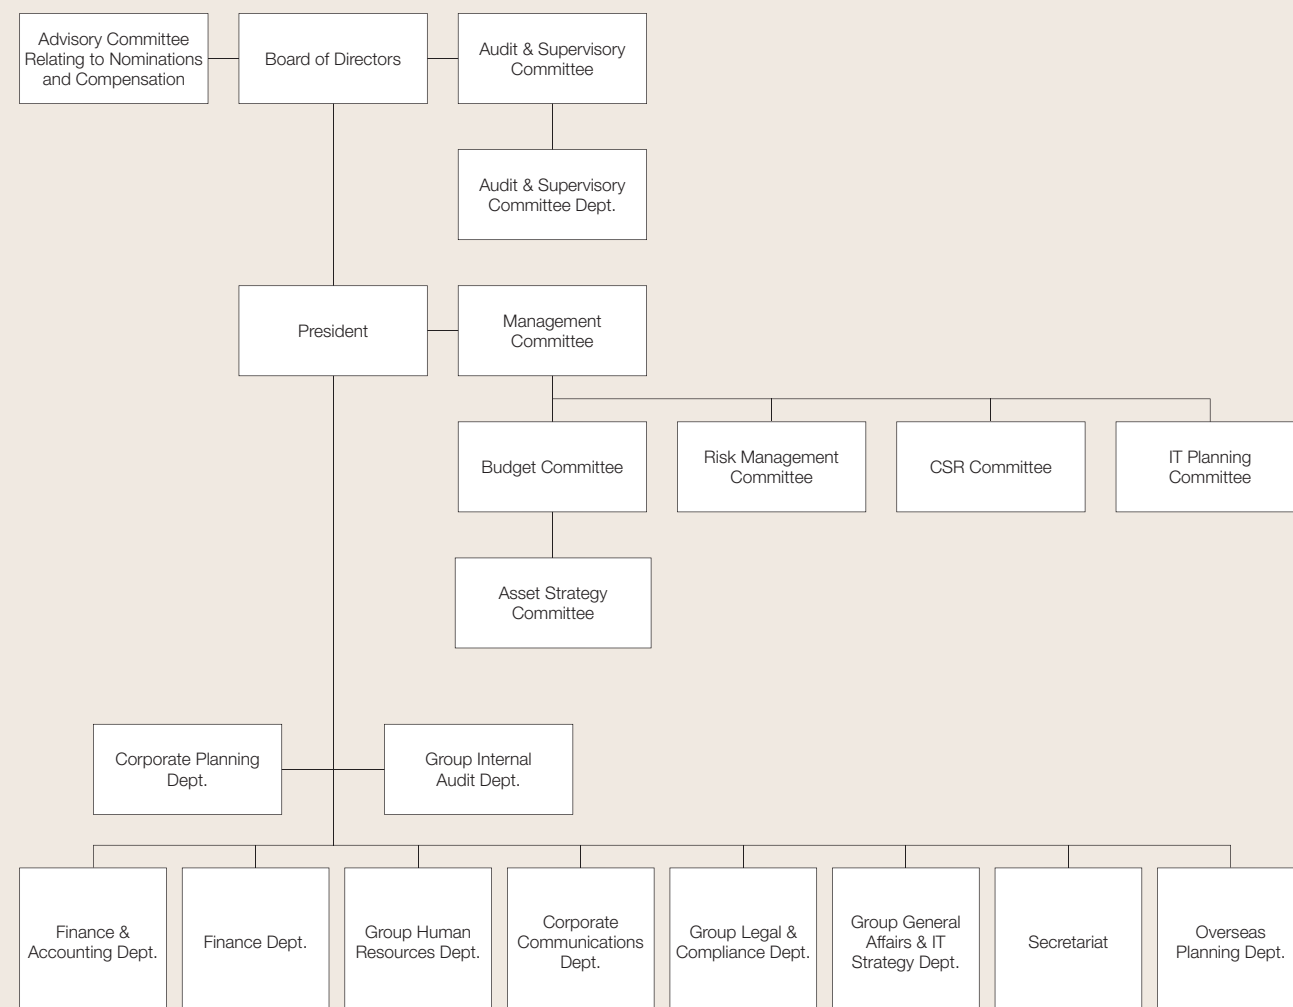 Advisory Committee
Relating to Nominations
and Compensation
Board of Directors
Audit & Supervisory
Committee
Audit & Supervisory
Committee Dept.
President
Management
Committee
Budget Committee
Risk Management
Committee
CSR Committee
IT Planning
Committee
Asset Strategy
Committee
Corporate Planning
Dept.
Group Internal
Audit Dept.
Finance &
Accounting Dept.
Finance Dept.
Group Human
Resources Dept.
Corporate
Communications
Dept.
Group Legal &
Compliance Dept.
Group General
Affairs & IT
Strategy Dept.
Secretariat
Overseas
Planning Dept.